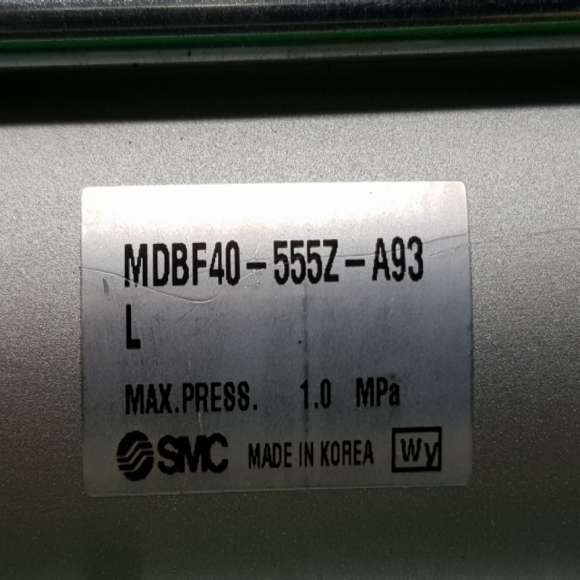 MDBF40-555Z-A93
L
MAX.PRESS. 1.0 MPa
SMC MADE IN KOREA Wy